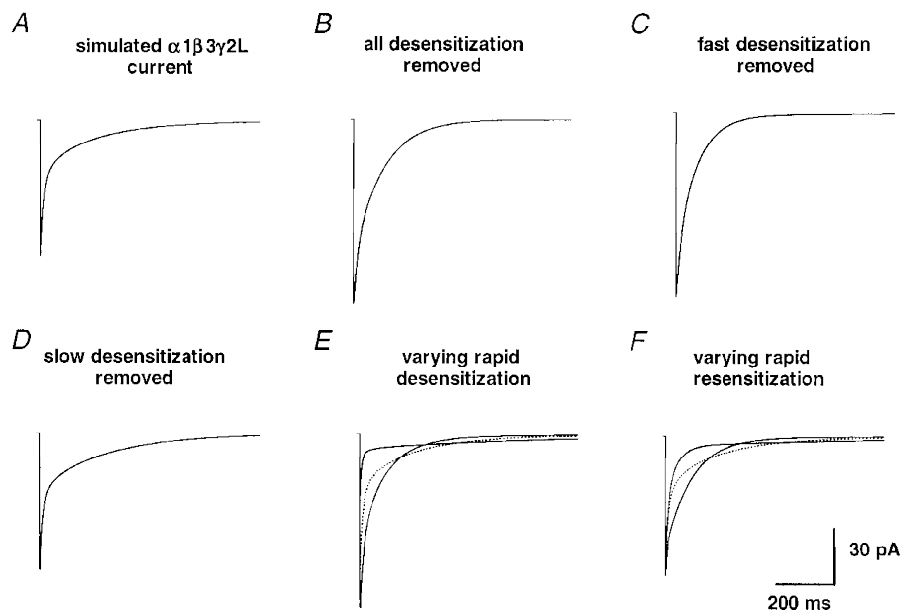 A
simulated α1β3γ2L
current
B
all desensitization
removed
C
fast desensitization
removed
D
slow desensitization
removed
E
varying rapid
desensitization
F
varying rapid
resensitization
30 pA
200 ms